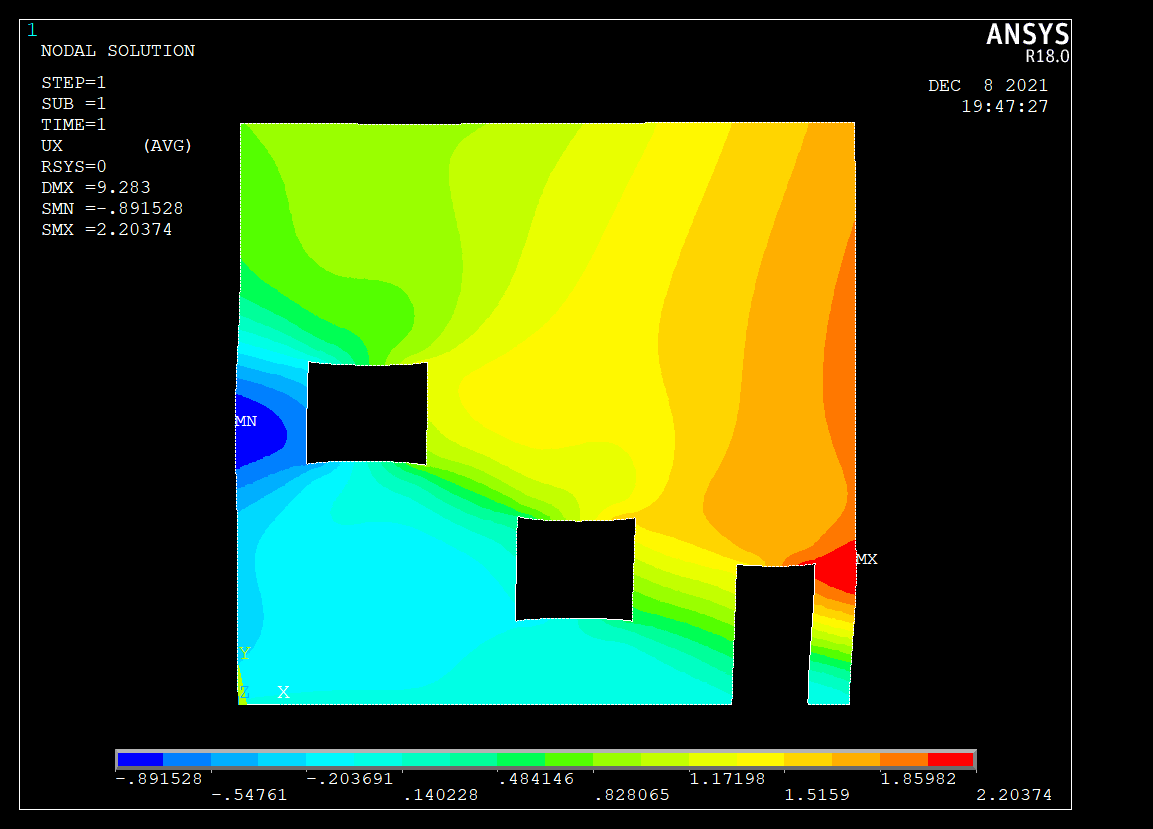 1
ANSYS
R18.0
NODAL SOLUTION
DEC 8 2021
19:47:27
STEP=1
SUB =1
TIME=1
UX (AVG)
RSYS=0
DMX =9.283
SMN =-.891528
SMX =2.20374
MN
MX
Y
Z X
-.891528 -.203691 .484146 1.17198 1.85982
-.54761 .140228 .828065 1.5159 2.20374